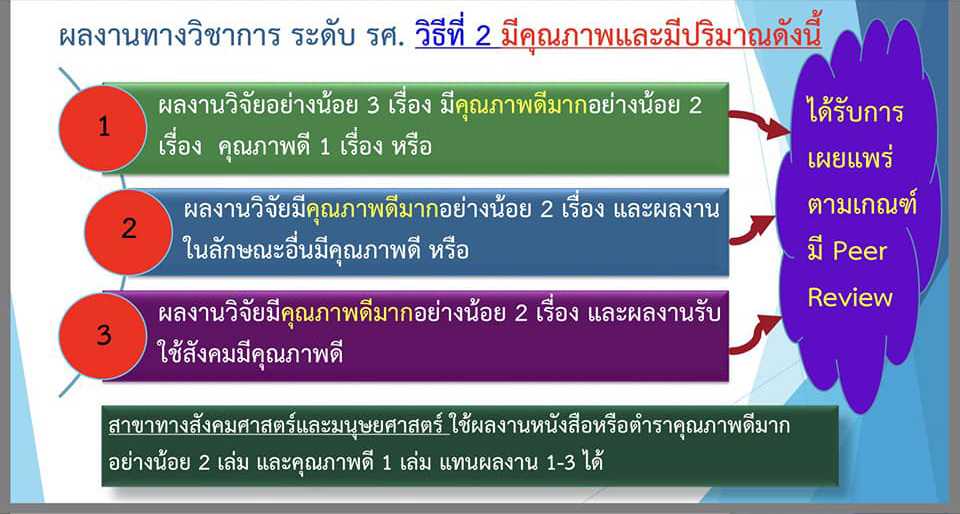 ผลงานทางวิชาการ ระดับ รศ. วิธีที่ 2 มีคุณภาพและมีปริมาณดังนี้
1
ผลงานวิจัยอย่างน้อย 3 เรื่อง มีคุณภาพดีมากอย่างน้อย 2
เรื่อง คุณภาพดี 1 เรื่อง หรือ
2
ผลงานวิจัยมีคุณภาพดีมากอย่างน้อย 2 เรื่อง และผลงาน
ในลักษณะอื่นมีคุณภาพดี หรือ
3
ผลงานวิจัยมีคุณภาพดีมากอย่างน้อย 2 เรื่อง และผลงานรับ
ใช้สังคมมีคุณภาพดี
ได้รับการ
เผยแพร่
ตามเกณฑ์
มี Peer
Review
สาขาทางสังคมศาสตร์และมนุษยศาสตร์ ใช้ผลงานหนังสือหรือตำราคุณภาพดีมาก
อย่างน้อย 2 เล่ม และคุณภาพดี 1 เล่ม แทนผลงาน 1-3 ได้